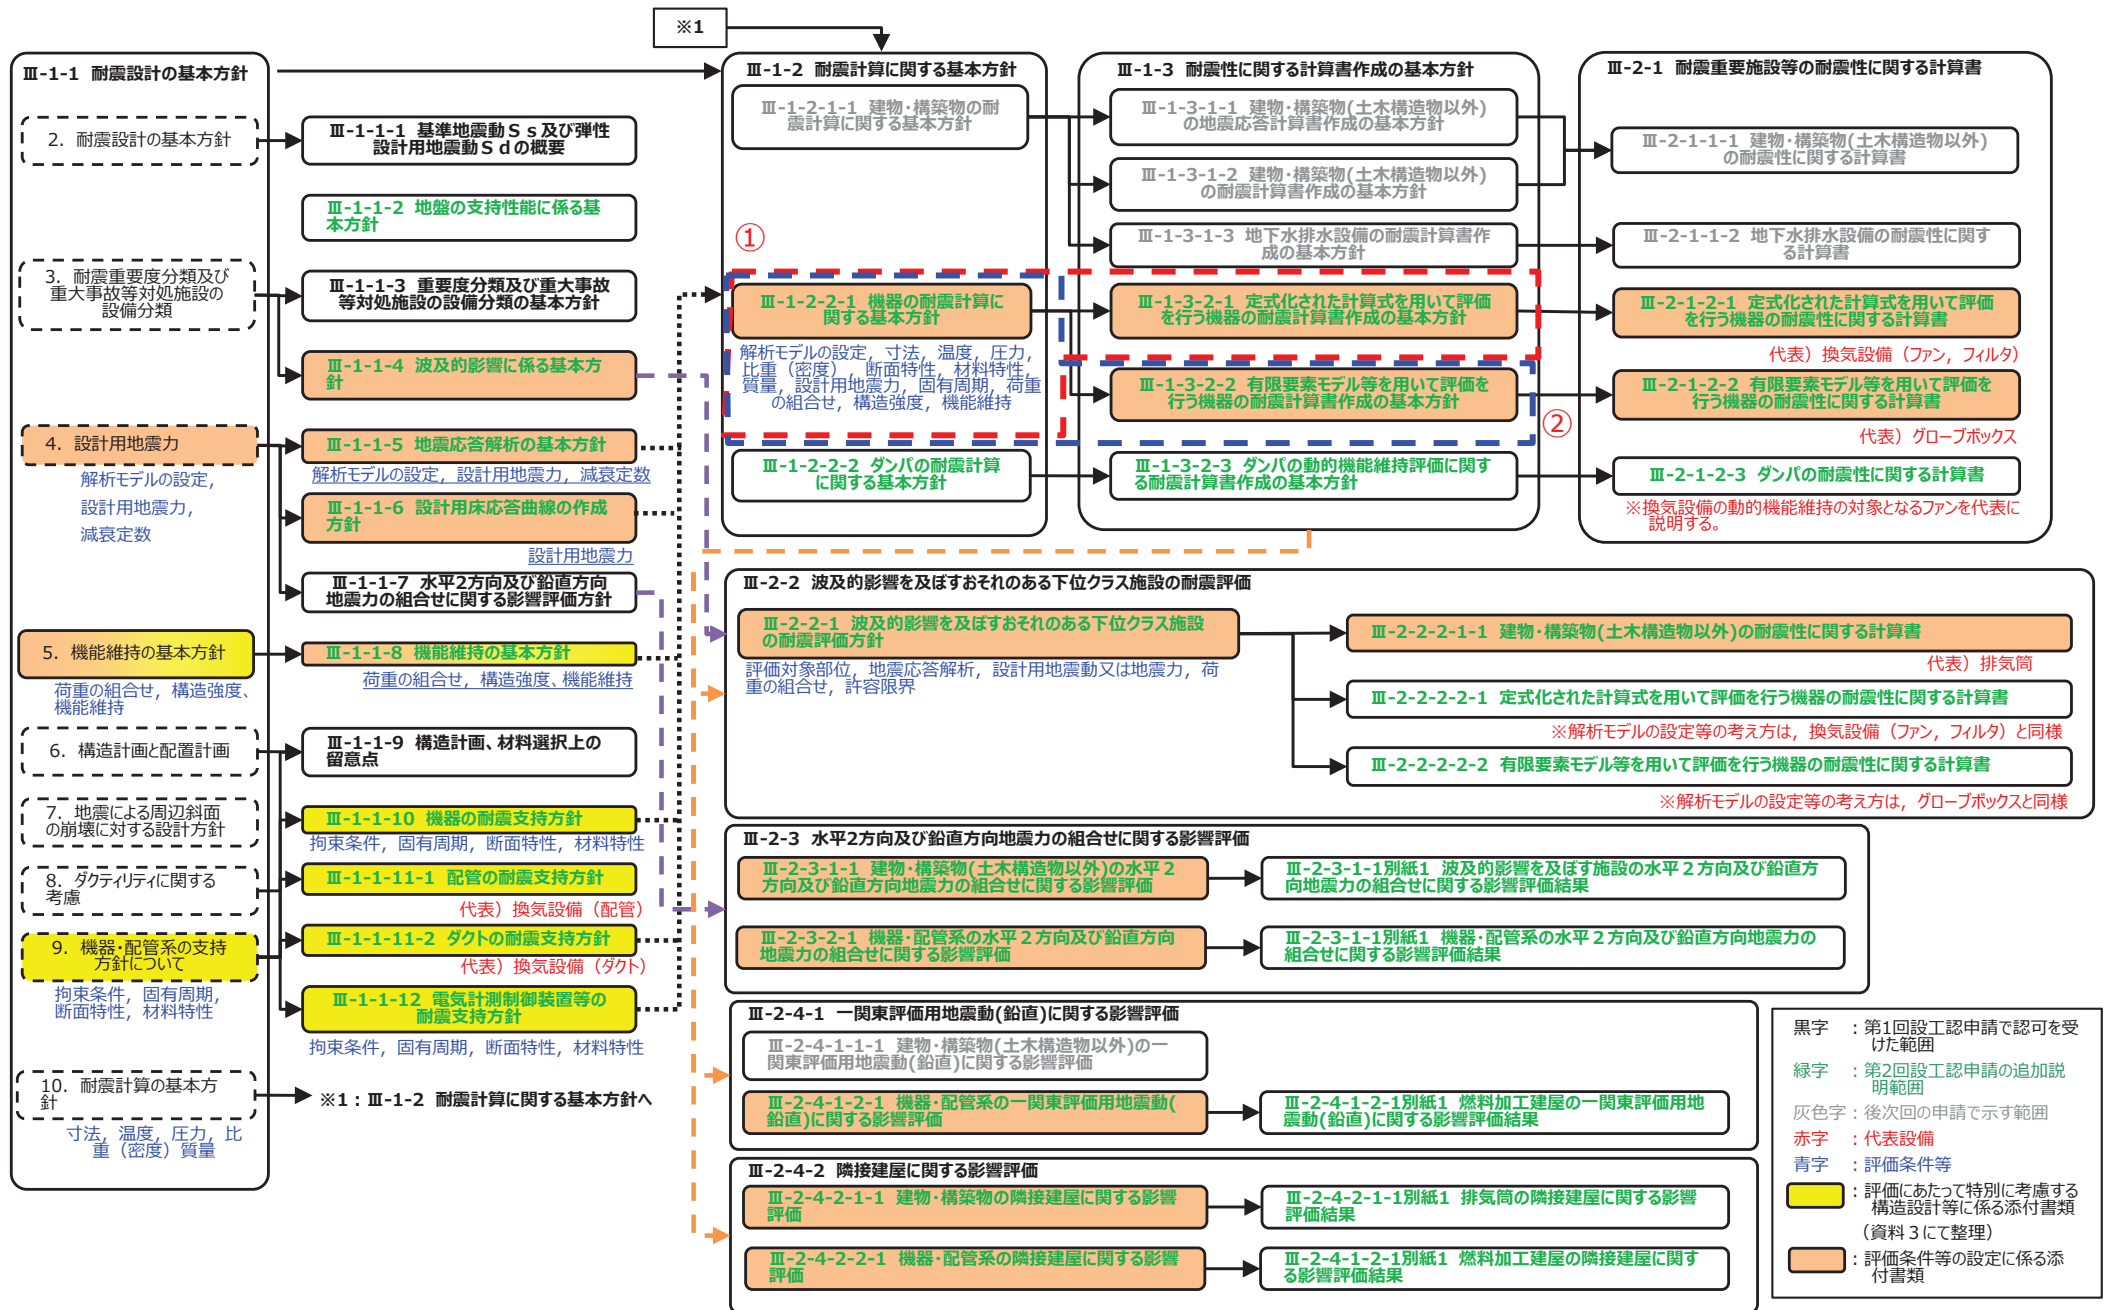 ※1
Ⅲ-1-1 耐震設計の基本方針
2. 耐震設計の基本方針
3. 耐震重要度分類及び
重大事故等対処施設の
設備分類
4. 設計用地震力
解析モデルの設定,
設計用地震力,
減衰定数
5. 機能維持の基本方針
荷重の組合せ, 構造強度、
機能維持
6. 構造計画と配置計画
7. 地震による周辺斜面
の崩壊に対する設計方針
8. ダクティリティに関する
考慮
9. 機器・配管系の支持
方針について
拘束条件, 固有周期,
断面特性, 材料特性
10. 耐震計算の基本方
針
寸法, 温度, 圧力, 比
重（密度）質量
Ⅲ-1-1-1 基準地震動Ｓｓ及び弾性
設計用地震動Ｓｄの概要
Ⅲ-1-1-2 地盤の支持性能に係る基
本方針
Ⅲ-1-1-3 重要度分類及び重大事故
等対処施設の設備分類の基本方針
Ⅲ-1-1-4 波及的影響に係る基本方
針
Ⅲ-1-1-5 地震応答解析の基本方針
解析モデルの設定, 設計用地震力, 減衰定数
Ⅲ-1-1-6 設計用床応答曲線の作成
方針
設計用地震力
Ⅲ-1-1-7 水平2方向及び鉛直方向
地震力の組合せに関する影響評価方針
Ⅲ-1-1-8 機能維持の基本方針
荷重の組合せ, 構造強度、機能維持
Ⅲ-1-1-9 構造計画、材料選択上の
留意点
Ⅲ-1-1-10 機器の耐震支持方針
拘束条件, 固有周期, 断面特性, 材料特性
Ⅲ-1-1-11-1 配管の耐震支持方針
代表）換気設備（配管）
Ⅲ-1-1-11-2 ダクトの耐震支持方針
代表）換気設備（ダクト）
Ⅲ-1-1-12 電気計測制御装置等の
耐震支持方針
拘束条件, 固有周期, 断面特性, 材料特性
※1：Ⅲ-1-2 耐震計算に関する基本方針へ
Ⅲ-1-2 耐震計算に関する基本方針
Ⅲ-1-2-1-1 建物・構築物の耐
震計算に関する基本方針
①
Ⅲ-1-2-2-1 機器の耐震計算に
関する基本方針
解析モデルの設定, 寸法, 温度, 圧力,
比重（密度）, 断面特性, 材料特性,
質量, 設計用地震力, 固有周期, 荷重
の組合せ, 構造強度, 機能維持
Ⅲ-1-2-2-2 ダンパの耐震計算
に関する基本方針
Ⅲ-1-3 耐震性に関する計算書作成の基本方針
Ⅲ-1-3-1-1 建物・構築物(土木構造物以外)
の地震応答計算書作成の基本方針
Ⅲ-1-3-1-2 建物・構築物(土木構造物以外)
の耐震計算書作成の基本方針
Ⅲ-1-3-1-3 地下水排水設備の耐震計算書作
成の基本方針
Ⅲ-1-3-2-1 定式化された計算式を用いて評価
を行う機器の耐震計算書作成の基本方針
Ⅲ-1-3-2-2 有限要素モデル等を用いて評価を
行う機器の耐震計算書作成の基本方針
②
Ⅲ-1-3-2-3 ダンパの動的機能維持評価に関す
る耐震計算書作成の基本方針
Ⅲ-2-1 耐震重要施設等の耐震性に関する計算書
Ⅲ-2-1-1-1 建物・構築物(土木構造物以外)
の耐震性に関する計算書
Ⅲ-2-1-1-2 地下水排水設備の耐震性に関す
る計算書
Ⅲ-2-1-2-1 定式化された計算式を用いて評価
を行う機器の耐震性に関する計算書
代表）換気設備（ファン, フィルタ）
Ⅲ-2-1-2-2 有限要素モデル等を用いて評価を
行う機器の耐震性に関する計算書
代表）グローブボックス
Ⅲ-2-1-2-3 ダンパの耐震性に関する計算書
※換気設備の動的機能維持の対象となるファンを代表に
説明する。
Ⅲ-2-2 波及的影響を及ぼすおそれのある下位クラス施設の耐震評価
Ⅲ-2-2-1 波及的影響を及ぼすおそれのある下位クラス施設
の耐震評価方針
評価対象部位, 地震応答解析, 設計用地震動又は地震力, 荷
重の組合せ, 許容限界
Ⅲ-2-2-2-1-1 建物・構築物(土木構造物以外)の耐震性に関する計算書
代表）排気筒
Ⅲ-2-2-2-2-1 定式化された計算式を用いて評価を行う機器の耐震性に関する計算書
※解析モデルの設定等の考え方は, 換気設備（ファン, フィルタ）と同様
Ⅲ-2-2-2-2-2 有限要素モデル等を用いて評価を行う機器の耐震性に関する計算書
※解析モデルの設定等の考え方は, グローブボックスと同様
Ⅲ-2-3 水平2方向及び鉛直方向地震力の組合せに関する影響評価
Ⅲ-2-3-1-1 建物・構築物(土木構造物以外)の水平２
方向及び鉛直方向地震力の組合せに関する影響評価
Ⅲ-2-3-1-1別紙1 波及的影響を及ぼす施設の水平２方向及び鉛直方
向地震力の組合せに関する影響評価結果
Ⅲ-2-3-2-1 機器・配管系の水平２方向及び鉛直方向
地震力の組合せに関する影響評価
Ⅲ-2-3-1-1別紙1 機器・配管系の水平２方向及び鉛直方向地震力の
組合せに関する影響評価結果
Ⅲ-2-4-1 一関東評価用地震動(鉛直)に関する影響評価
Ⅲ-2-4-1-1-1 建物・構築物(土木構造物以外)の一
関東評価用地震動(鉛直)に関する影響評価
Ⅲ-2-4-1-2-1 機器・配管系の一関東評価用地震動(
鉛直)に関する影響評価
Ⅲ-2-4-1-2-1別紙1 燃料加工建屋の一関東評価用地
震動(鉛直)に関する影響評価結果
Ⅲ-2-4-2 隣接建屋に関する影響評価
Ⅲ-2-4-2-1-1 建物・構築物の隣接建屋に関する影響
評価
Ⅲ-2-4-2-1-1別紙1 排気筒の隣接建屋に関する影響
評価結果
Ⅲ-2-4-2-2-1 機器・配管系の隣接建屋に関する影響
評価
Ⅲ-2-4-1-2-1別紙1 燃料加工建屋の隣接建屋に関す
る影響評価結果
黒字 ：第1回設工認申請で認可を受
けた範囲
緑字 ：第2回設工認申請の追加説
明範囲
灰色字：後次回の申請で示す範囲
赤字 ：代表設備
青字 ：評価条件等
：評価にあたって特別に考慮する
構造設計等に係る添付書類
（資料３にて整理）
：評価条件等の設定に係る添
付書類